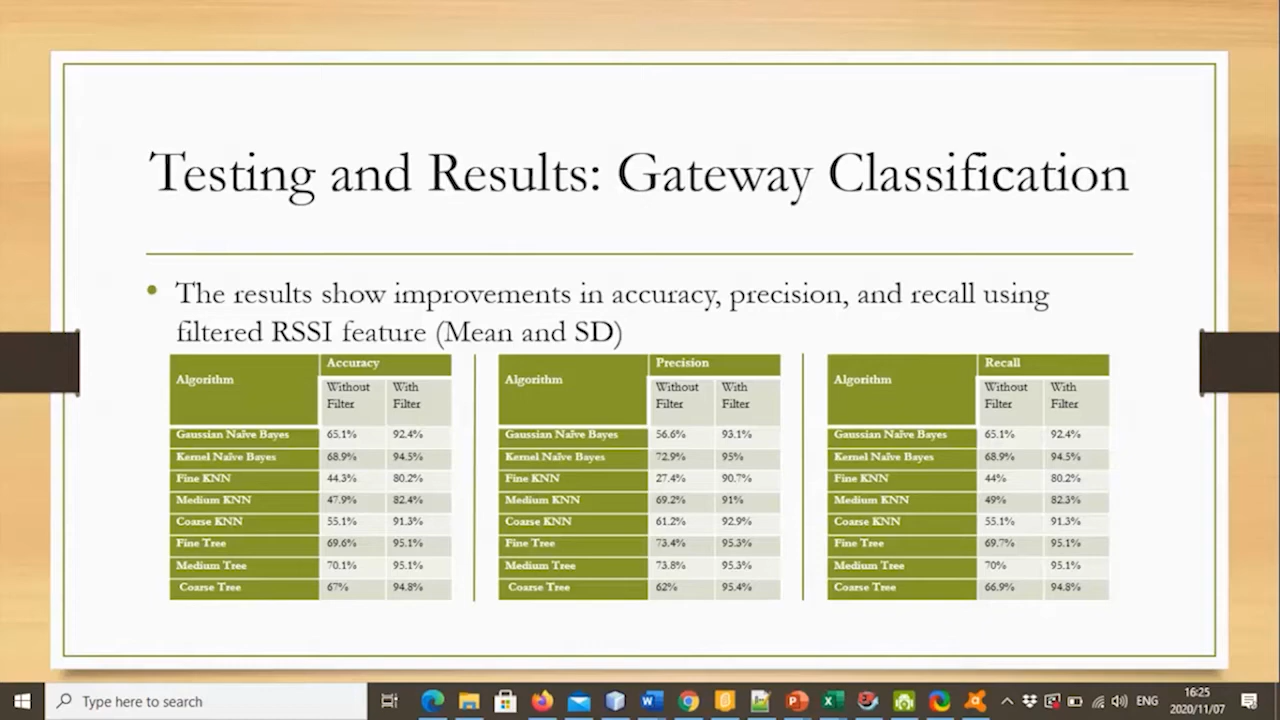 Testing and Results: Gateway Classification
• The results show improvements in accuracy, precision, and recall using
filtered RSSI feature (Mean and SD)
Algorithm Accuracy
Without Filter With Filter
Gaussian Naïve Bayes 65.1% 92.4%
Kernel Naïve Bayes 68.9% 94.5%
Fine KNN 44.3% 80.2%
Medium KNN 47.9% 82.4%
Coarse KNN 55.1% 91.3%
Fine Tree 69.6% 95.1%
Medium Tree 70.1% 95.1%
Coarse Tree 67% 94.8%
Algorithm Precision
Without Filter With Filter
Gaussian Naïve Bayes 56.6% 93.1%
Kernel Naïve Bayes 72.9% 95%
Fine KNN 27.4% 90.7%
Medium KNN 69.2% 91%
Coarse KNN 61.2% 92.9%
Fine Tree 73.4% 95.3%
Medium Tree 73.8% 95.3%
Coarse Tree 62% 95.4%
Algorithm Recall
Without Filter With Filter
Gaussian Naïve Bayes 65.1% 92.4%
Kernel Naïve Bayes 68.9% 94.5%
Fine KNN 44% 80.2%
Medium KNN 49% 82.3%
Coarse KNN 55.1% 91.3%
Fine Tree 69.7% 95.1%
Medium Tree 70% 95.1%
Coarse Tree 66.9% 94.8%
Type here to search
ENG
16:25
2020/11/07